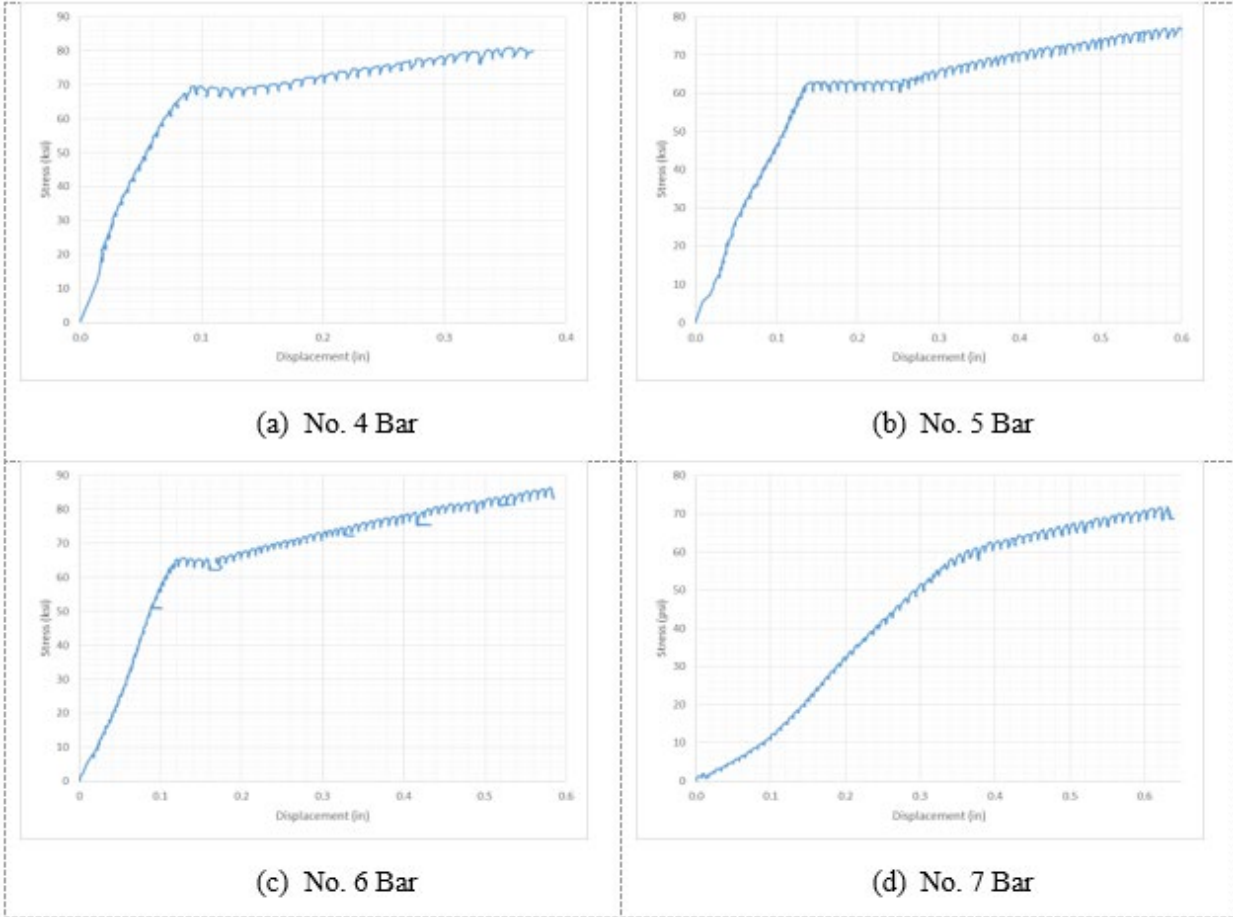 90
80
70
60
50
40
30
20
10
0
Stress (ksi)
0.0 0.1 0.2 0.3 0.4
Displacement (in)
(a) No. 4 Bar
80
70
60
50
40
30
20
10
0
Stress (ksi)
0.0 0.1 0.2 0.3 0.4 0.5 0.6
Displacement (in)
(b) No. 5 Bar
90
80
70
60
50
40
30
20
10
0
Stress (ksi)
0 0.1 0.2 0.3 0.4 0.5 0.6
Displacement (in)
(c) No. 6 Bar
80
70
60
50
40
30
20
10
0
Stress (psi)
0.0 0.1 0.2 0.3 0.4 0.5 0.6
Displacement (in)
(d) No. 7 Bar